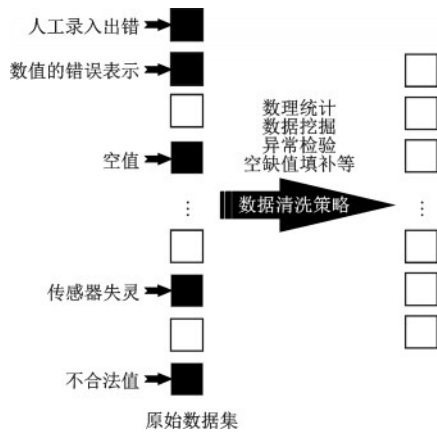 人工录入出错
数值的错误表示
空值
⋮
传感器失灵
不合法值
原始数据集
数理统计
数据挖掘
异常检验
空缺值填补等
数据清洗策略
⋮